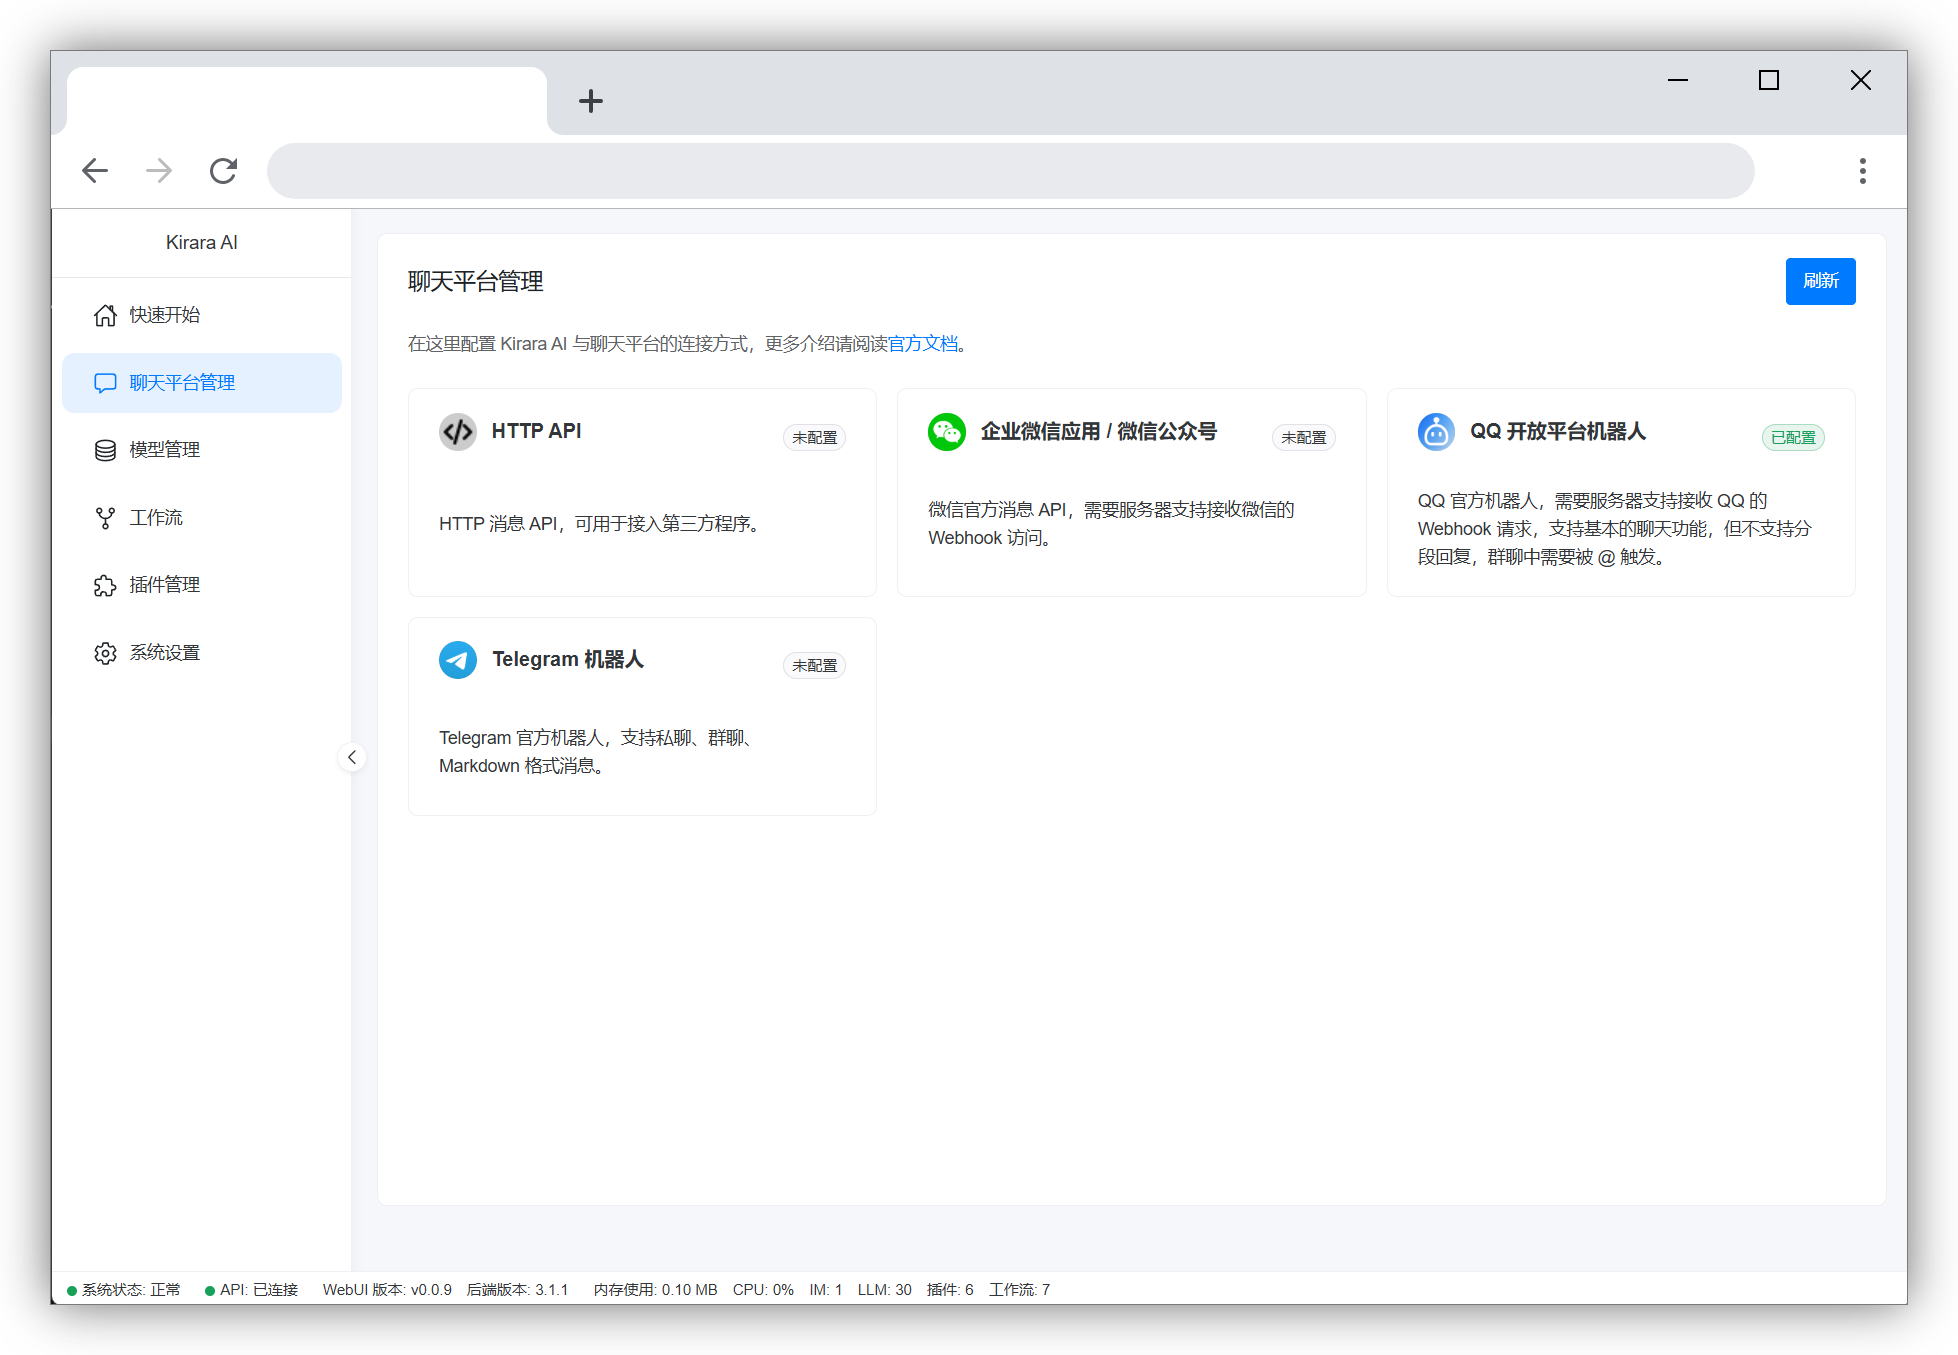 Kirara AI
快速开始
聊天平台管理
模型管理
工作流
插件管理
系统设置
聊天平台管理
刷新
在这里配置 Kirara AI 与聊天平台的连接方式，更多介绍请阅读官方文档。
HTTP API
未配置
HTTP 消息 API，可用于接入第三方程序。
企业微信应用 / 微信公众号
未配置
微信官方消息 API，需要服务器支持接收微信的
Webhook 访问。
QQ 开放平台机器人
已配置
QQ 官方机器人，需要服务器支持接收 QQ 的
Webhook 请求，支持基本的聊天功能，但不支持分
段回复，群聊中需要被 @ 触发。
Telegram 机器人
未配置
Telegram 官方机器人，支持私聊、群聊、
Markdown 格式消息。
系统状态: 正常 API: 已连接 WebUI 版本: v0.0.9 后端版本: 3.1.1 内存使用: 0.10 MB CPU: 0% IM: 1 LLM: 30 插件: 6 工作流: 7